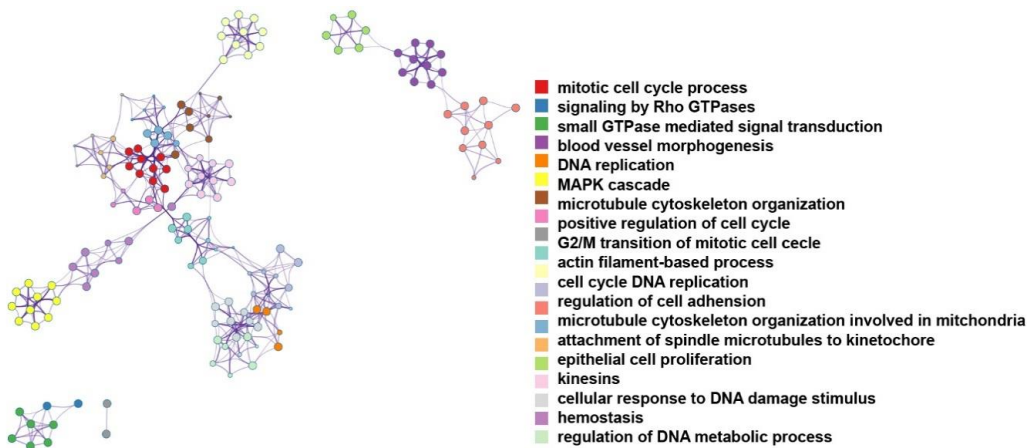 mitotic cell cycle process
signaling by Rho GTPases
small GTPase mediated signal transduction
blood vessel morphogenesis
DNA replication
MAPK cascade
microtubule cytoskeleton organization
positive regulation of cell cycle
G2/M transition of mitotic cell cecle
actin filament-based process
cell cycle DNA replication
regulation of cell adhension
microtubule cytoskeleton organization involved in mitchondria
attachment of spindle microtubules to kinetochore
epithelial cell proliferation
kinesins
cellular response to DNA damage stimulus
hemostasis
regulation of DNA metabolic process